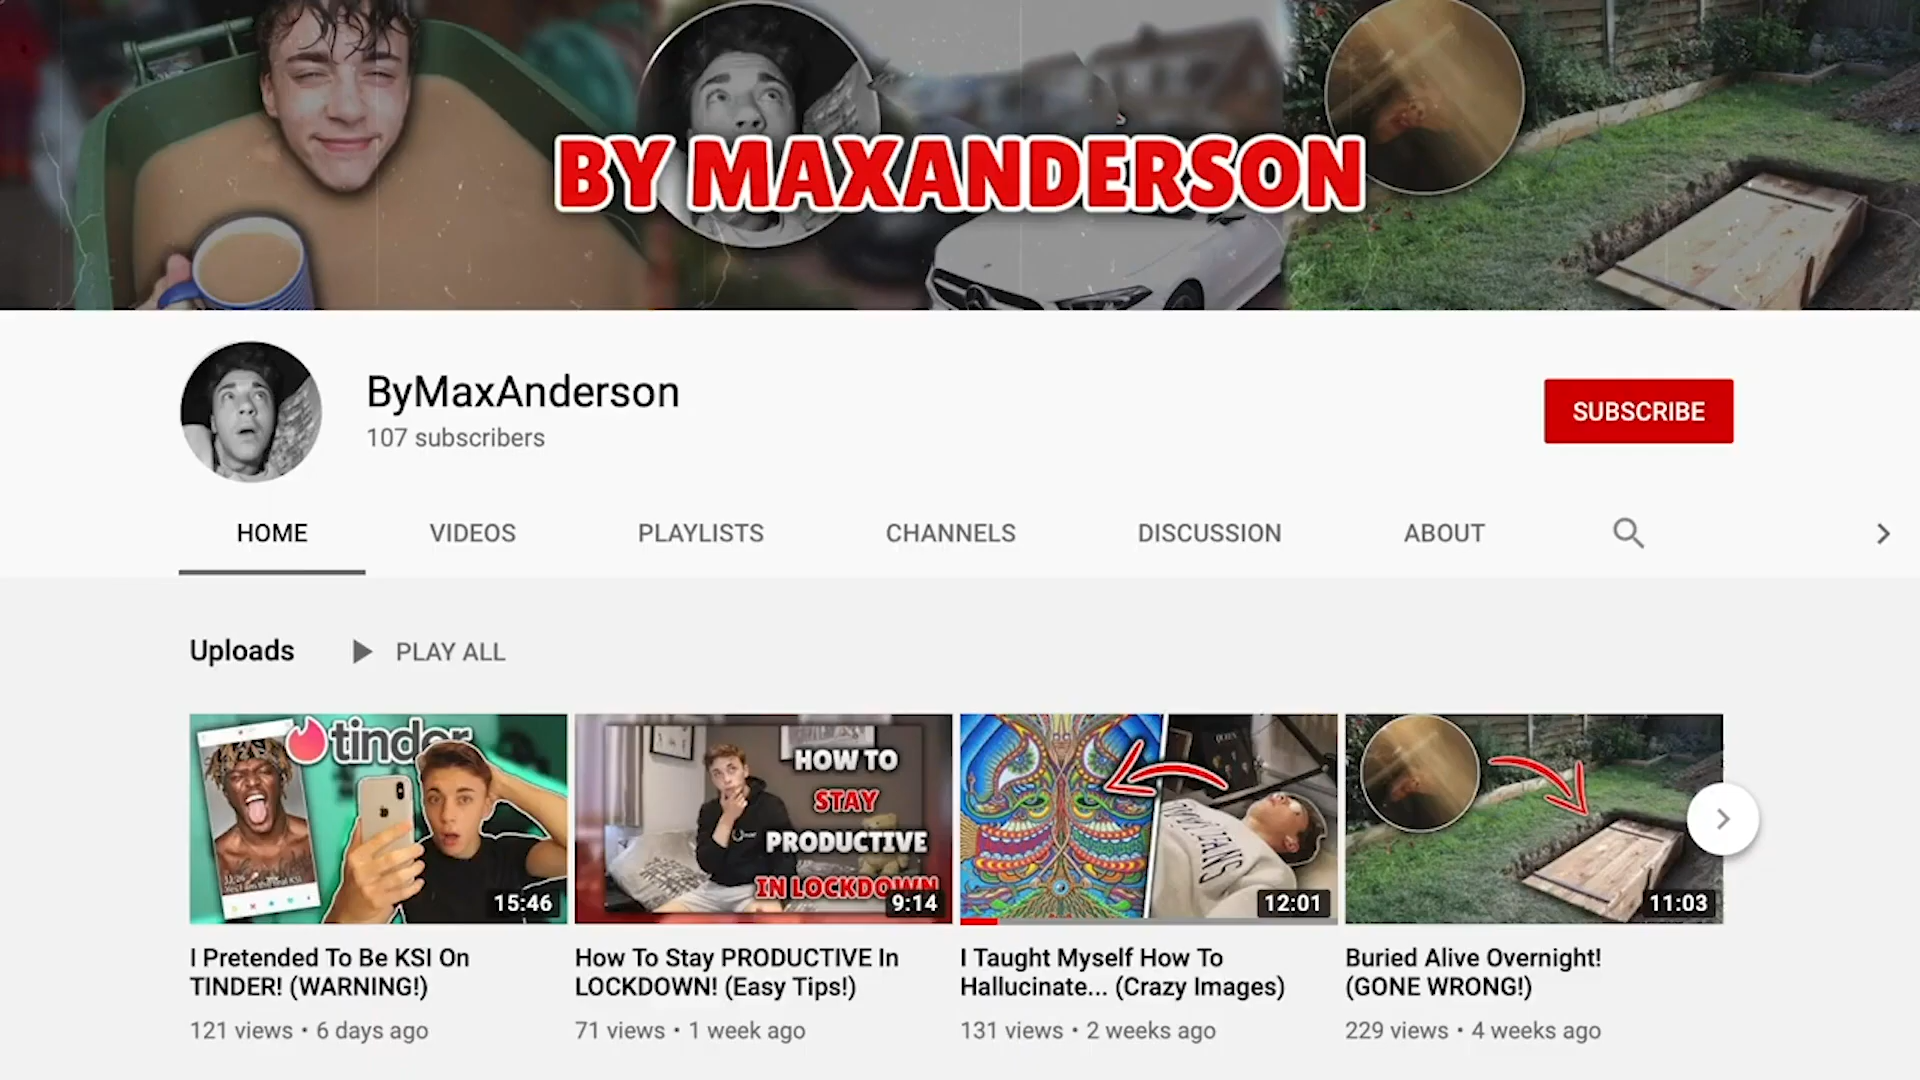 BY MAXANDERSON
ByMaxAnderson
107 subscribers
SUBSCRIBE
HOME
VIDEOS
PLAYLISTS
CHANNELS
DISCUSSION
ABOUT
Uploads
PLAY ALL
tinder
15:46
HOW TO
STAY
PRODUCTIVE
IN LOCKDOWN
9:14
12:01
11:03
I Pretended To Be KSI On
TINDER! (WARNING!)
121 views • 6 days ago
How To Stay PRODUCTIVE In
LOCKDOWN! (Easy Tips!)
71 views • 1 week ago
I Taught Myself How To
Hallucinate... (Crazy Images)
131 views • 2 weeks ago
Buried Alive Overnight!
(GONE WRONG!)
229 views • 4 weeks ago